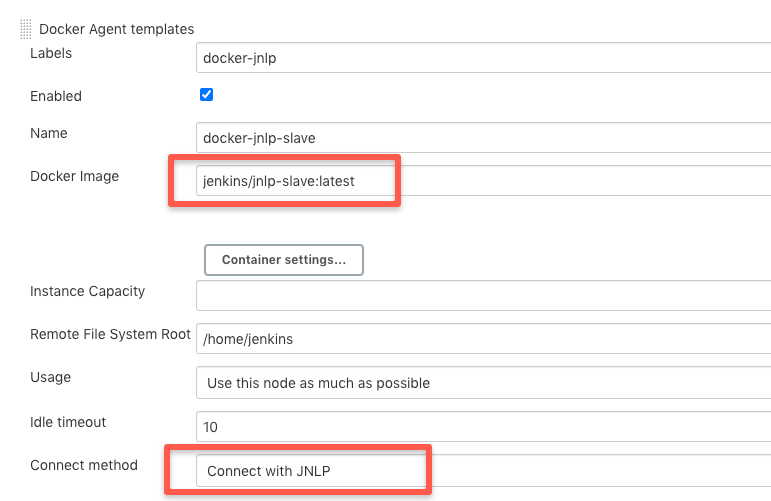 Docker Agent templates
Labels docker-jnlp
Enabled
Name docker-jnlp-slave
Docker Image jenkins/jnlp-slave:latest
Container settings...
Instance Capacity
Remote File System Root /home/jenkins
Usage Use this node as much as possible
Idle timeout 10
Connect method Connect with JNLP